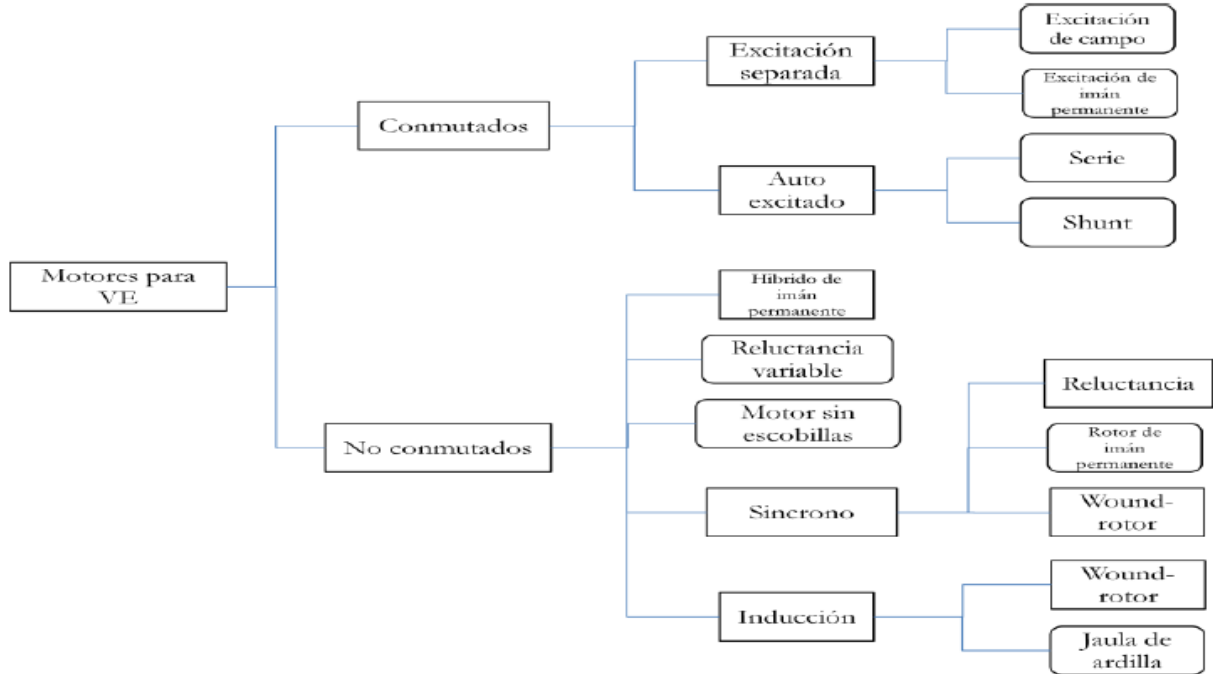 Motores para
VE
Conmutados
Excitación
separada
Excitación
de campo
Excitación de
imán
permanente
Auto
excitado
Serie
Shunt
No conmutados
Híbrido de
imán
permanente
Reluctancia
variable
Motor sin
escobillas
Síncrono
Reluctancia
Rotor de
imán
permanente
Wound-
rotor
Inducción
Wound-
rotor
Jaula de
ardilla